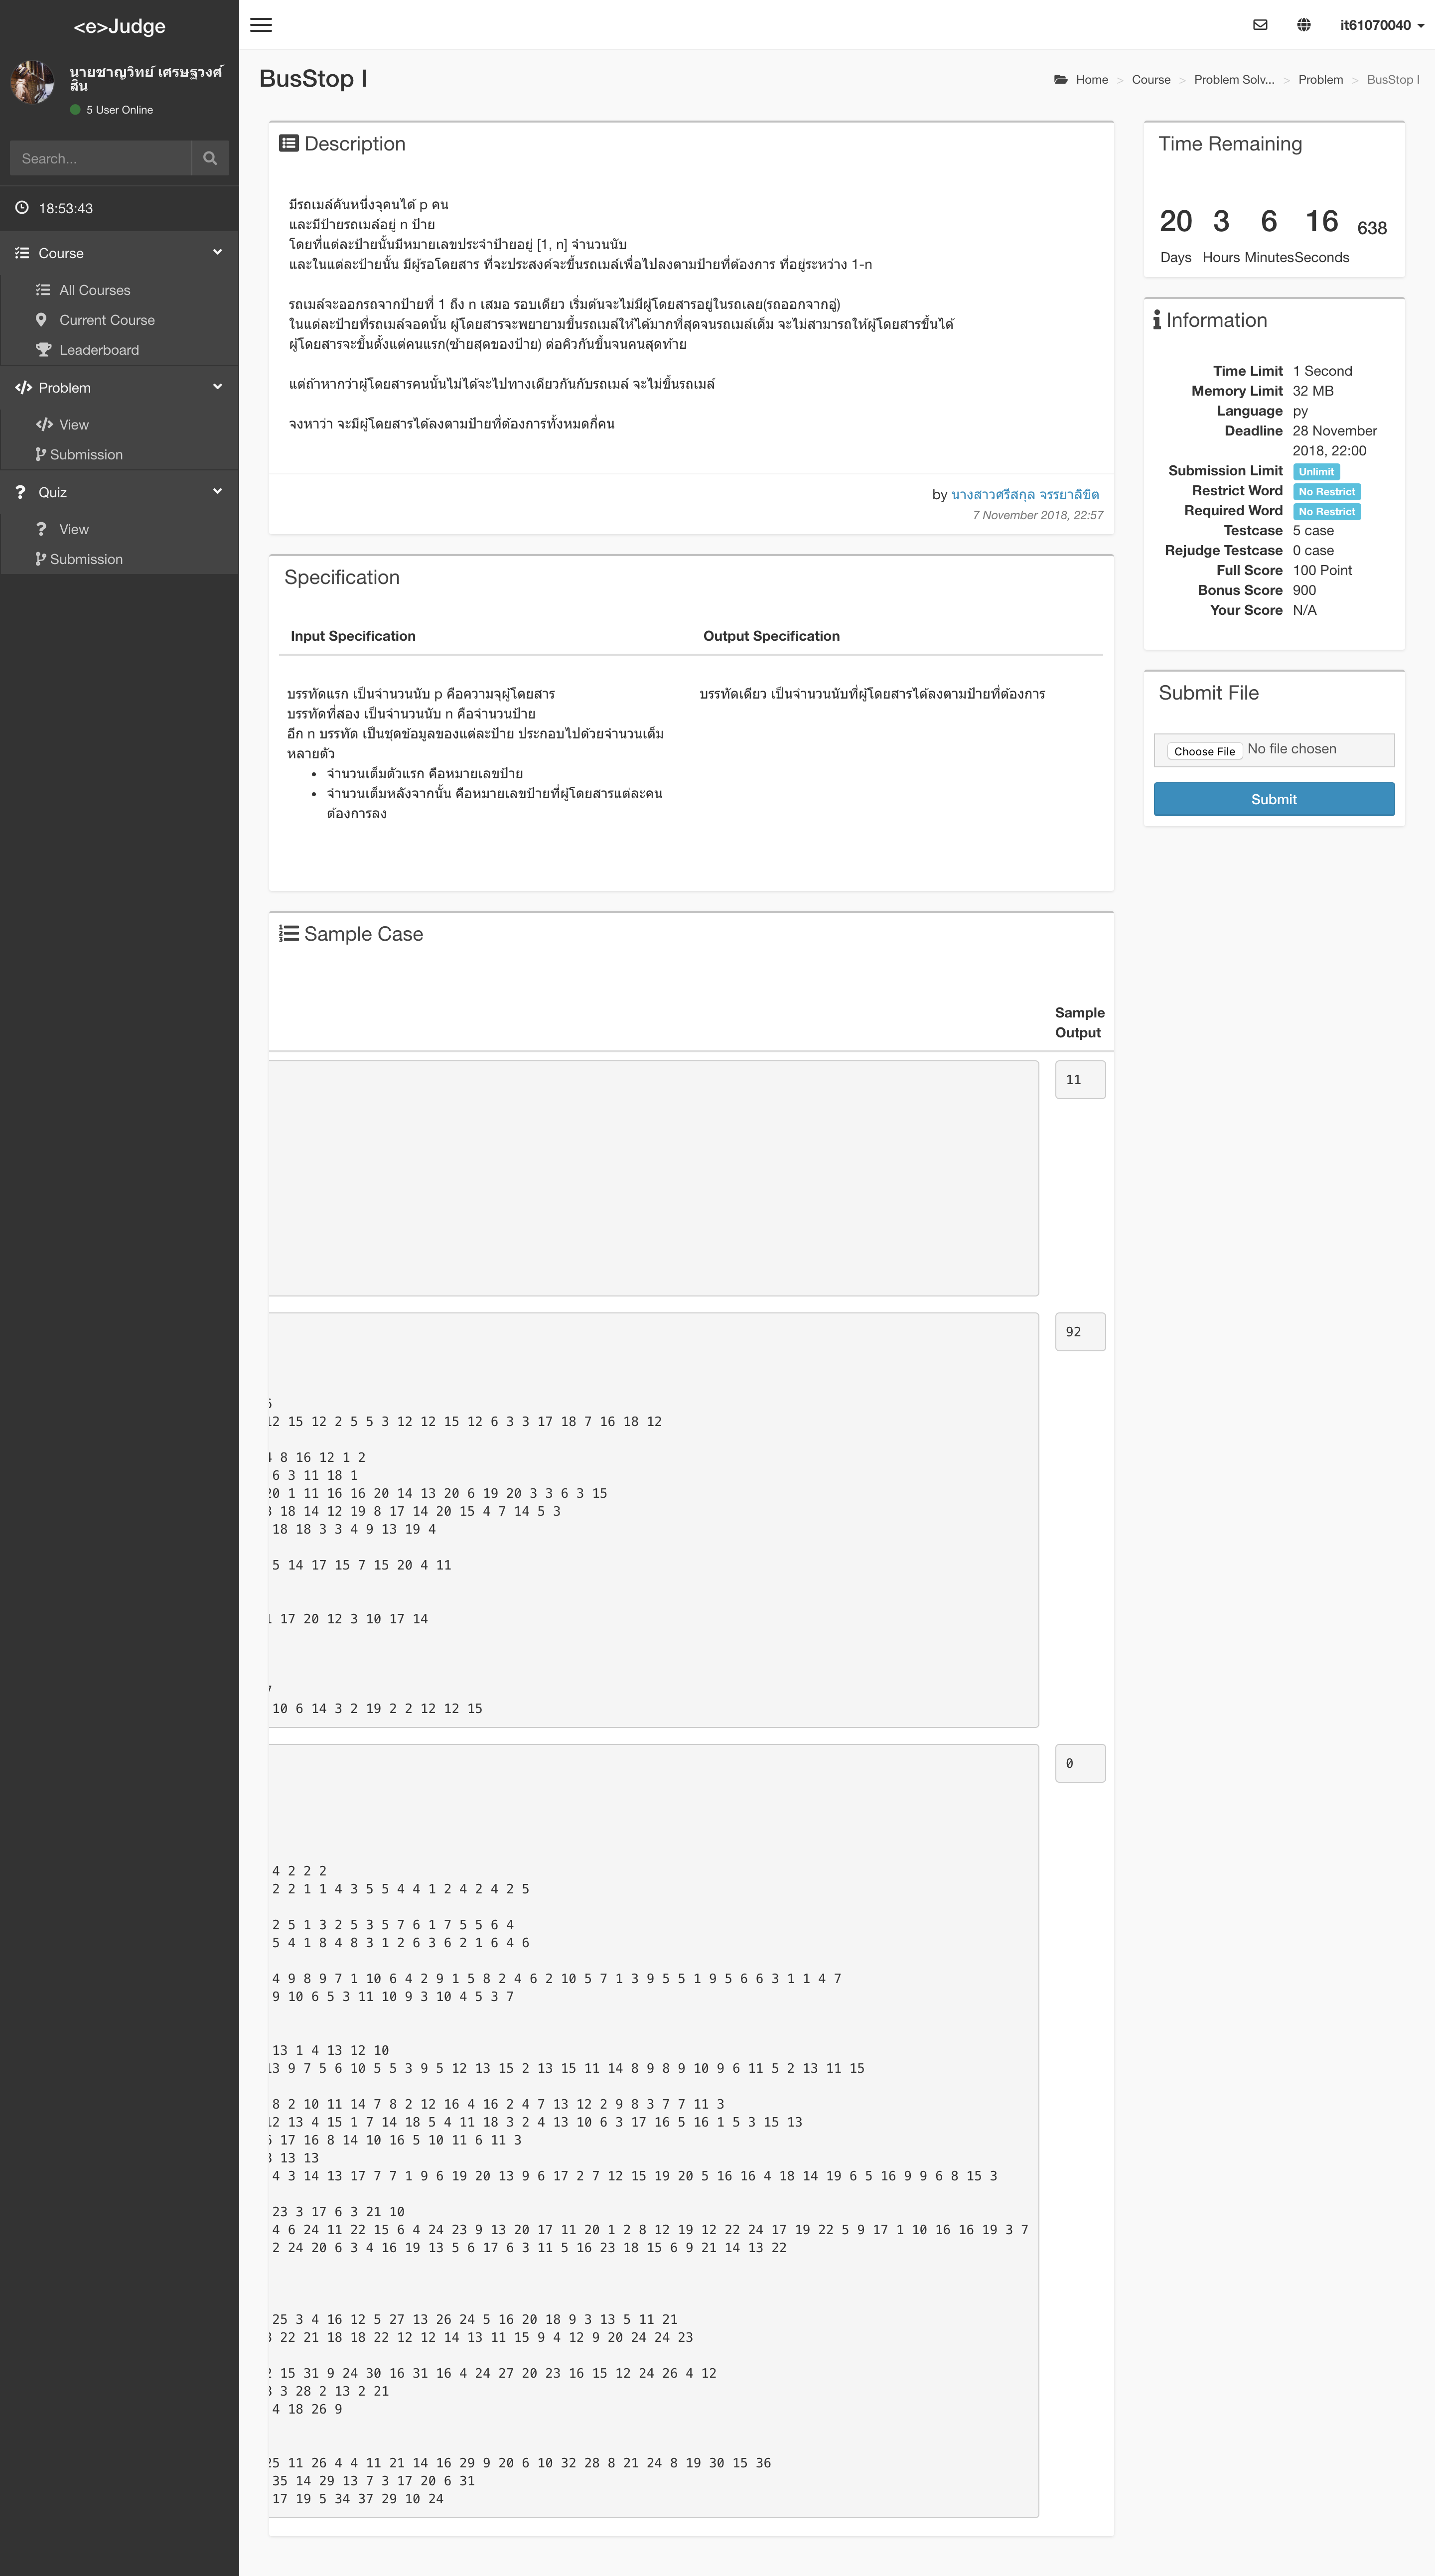 <e>Judge
นายชาญวิทย์ เศรษฐวงศ์
สิน
5 User Online
Search...
18:53:43
Course
All Courses
Current Course
Leaderboard
Problem
View
Submission
Quiz
View
Submission
it61070040
BusStop I
Home > Course > Problem Solv... > Problem > BusStop I
Description
มีรถเมล์คันหนึ่งจุคนได้ p คน
และมีป้ายรถเมล์อยู่ n ป้าย
โดยที่แต่ละป้ายนั้นมีหมายเลขประจำป้ายอยู่ [1, n] จำนวนนับ
และในแต่ละป้ายนั้น มีผู้รอโดยสาร ที่จะประสงค์จะขึ้นรถเมล์เพื่อไปลงตามป้ายที่ต้องการ ที่อยู่ระหว่าง 1-n
รถเมล์จะออกรถจากป้ายที่ 1 ถึง n เสมอ รอบเดียว เริ่มต้นจะไม่มีผู้โดยสารอยู่ในรถเลย(รถออกจากอู่)
ในแต่ละป้ายที่รถเมล์จอดนั้น ผู้โดยสารจะพยายามขึ้นรถเมล์ให้ได้มากที่สุดจนรถเมล์เต็ม จะไม่สามารถให้ผู้โดยสารขึ้นได้
ผู้โดยสารจะขึ้นตั้งแต่คนแรก(ซ้ายสุดของป้าย) ต่อคิวกันขึ้นจนคนสุดท้าย
แต่ถ้าหากว่าผู้โดยสารคนนั้นไม่ได้จะไปทางเดียวกันกับรถเมล์ จะไม่ขึ้นรถเมล์
จงหาว่า จะมีผู้โดยสารได้ลงตามป้ายที่ต้องการทั้งหมดกี่คน
by นางสาวศรีสกุล จรรยาลิขิต
7 November 2018, 22:57
Specification
Input Specification
บรรทัดแรก เป็นจำนวนนับ p คือความจุผู้โดยสาร
บรรทัดที่สอง เป็นจำนวนนับ n คือจำนวนป้าย
อีก n บรรทัด เป็นชุดข้อมูลของแต่ละป้าย ประกอบไปด้วยจำนวนเต็ม
หลายตัว
• จำนวนเต็มตัวแรก คือหมายเลขป้าย
• จำนวนเต็มหลังจากนั้น คือหมายเลขป้ายที่ผู้โดยสารแต่ละคน
ต้องการลง
Output Specification
บรรทัดเดียว เป็นจำนวนนับที่ผู้โดยสารได้ลงตามป้ายที่ต้องการ
Sample Case
Sample
Output
11
92
12 15 12 2 5 5 3 12 12 15 12 6 3 3 17 18 7 16 18 12
4 8 16 12 1 2
6 3 11 18 1
20 1 11 16 16 20 14 13 20 6 19 20 3 3 6 3 15
18 14 12 19 8 17 14 20 15 4 7 14 5 3
18 18 3 3 4 9 13 19 4
5 14 17 15 7 15 20 4 11
17 20 12 3 10 17 14
10 6 14 3 2 19 2 2 12 12 15
0
4 2 2 2
2 2 1 1 4 3 5 5 4 4 1 2 4 2 4 2 5
2 5 1 3 2 5 3 5 7 6 1 7 5 5 6 4
5 4 1 8 4 8 3 1 2 6 3 6 2 1 6 4 6
4 9 8 9 7 1 10 6 4 2 9 1 5 8 2 4 6 2 10 5 7 1 3 9 5 5 1 9 5 6 6 3 1 1 4 7
9 10 6 5 3 11 10 9 3 10 4 5 3 7
13 1 4 13 12 10
13 9 7 5 6 10 5 5 3 9 5 12 13 15 2 13 15 11 14 8 9 8 9 10 9 6 11 5 2 13 11 15
8 2 10 11 14 7 8 2 12 16 4 16 2 4 7 13 12 2 9 8 3 7 7 11 3
12 13 4 15 1 7 14 18 5 4 11 18 3 2 4 13 10 6 3 17 16 5 16 1 5 3 15 13
17 16 8 14 10 16 5 10 11 6 11 3
13 13
4 3 14 13 17 7 7 1 9 6 19 20 13 9 6 17 2 7 12 15 19 20 5 16 16 4 18 14 19 6 5 16 9 9 6 8 15 3
23 3 17 6 3 21 10
4 6 24 11 22 15 6 4 24 23 9 13 20 17 11 20 1 2 8 12 19 12 22 24 17 19 22 5 9 17 1 10 16 16 19 3 7
2 24 20 6 3 4 16 19 13 5 6 17 6 3 11 5 16 23 18 15 6 9 21 14 13 22
25 3 4 16 12 5 27 13 26 24 5 16 20 18 9 3 13 5 11 21
22 21 18 18 22 12 12 14 13 11 15 9 4 12 9 20 24 24 23
15 31 9 24 30 16 31 16 4 24 27 20 23 16 15 12 24 26 4 12
3 28 2 13 2 21
4 18 26 9
25 11 26 4 4 11 21 14 16 29 9 20 6 10 32 28 8 21 24 8 19 30 15 36
35 14 29 13 7 3 17 20 6 31
17 19 5 34 37 29 10 24
Time Remaining
20 3 6 16 638
Days Hours Minutes Seconds
Information
Time Limit 1 Second
Memory Limit 32 MB
Language py
Deadline 28 November
2018, 22:00
Submission Limit Unlimit
Restrict Word No Restrict
Required Word No Restrict
Testcase 5 case
Rejudge Testcase 0 case
Full Score 100 Point
Bonus Score 900
Your Score N/A
Submit File
Choose File No file chosen
Submit